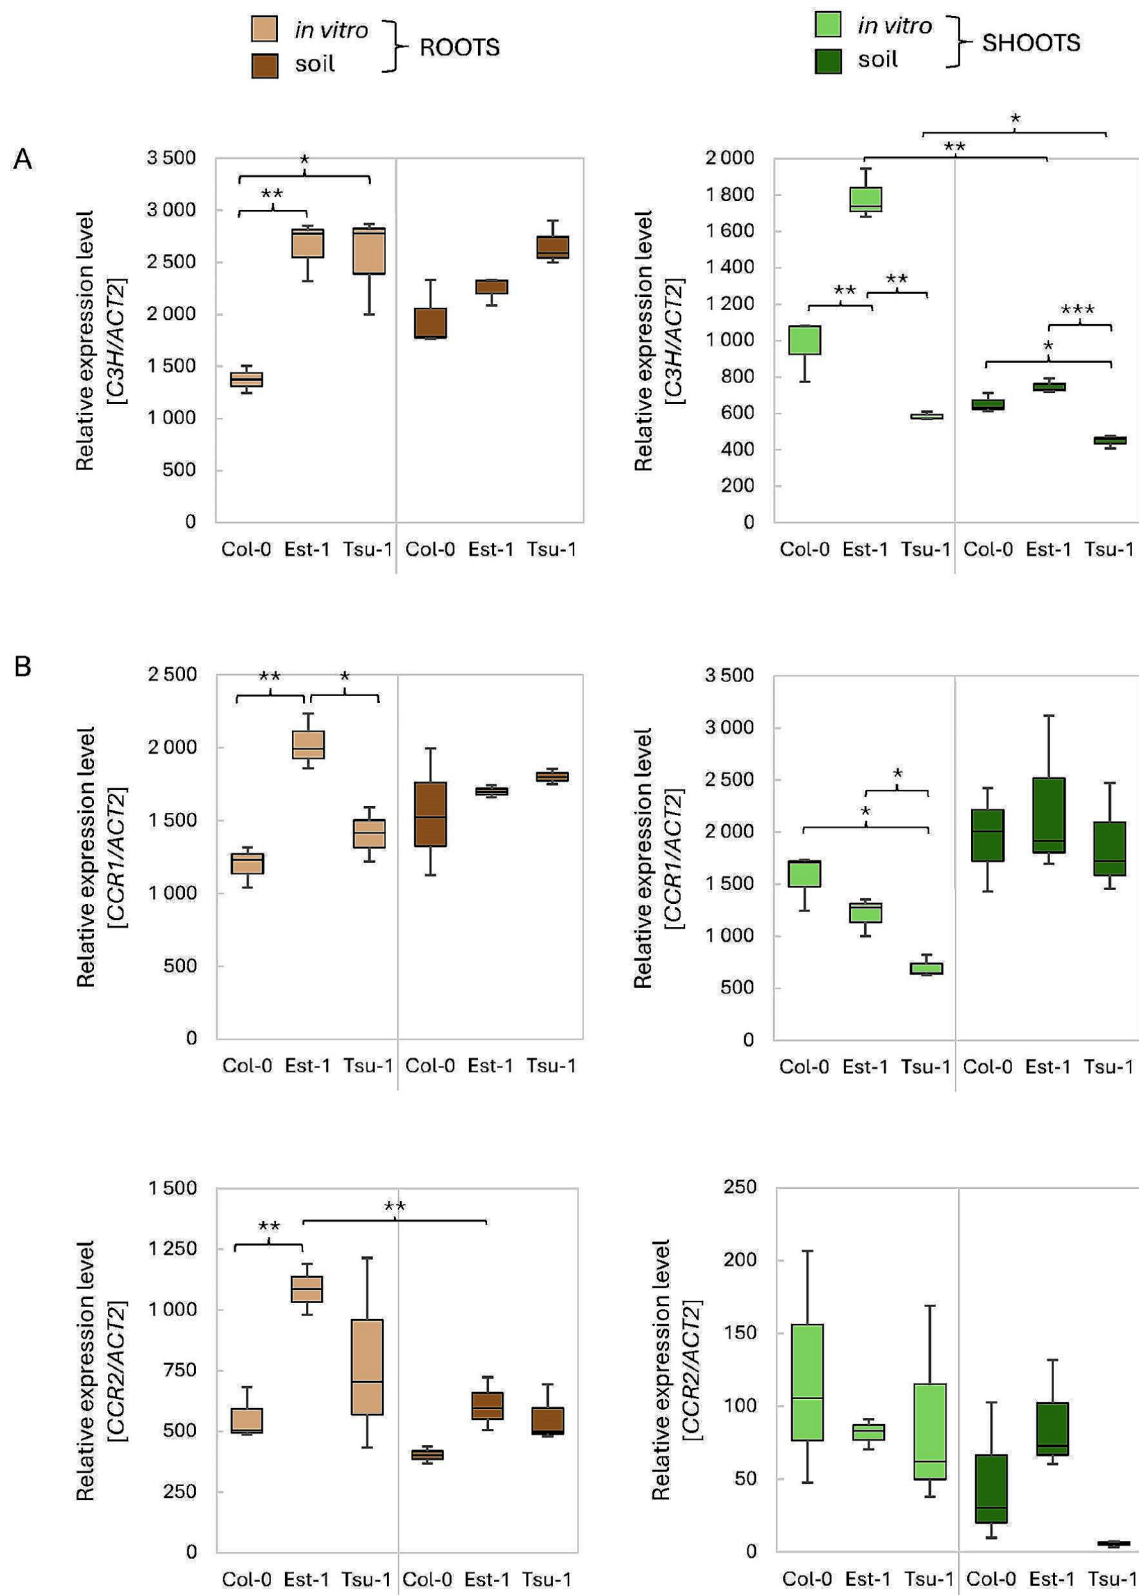 in vitro
soil
ROOTS
in vitro
soil
SHOOTS
A
Relative expression level
[C3H/ACT2]
3 500
3 000
2 500
2 000
1 500
1 000
500
0
*
**
Col-0 Est-1 Tsu-1 Col-0 Est-1 Tsu-1
Relative expression level
[C3H/ACT2]
2 000
1 800
1 600
1 400
1 200
1 000
800
600
400
200
0
*
**
**
**
***
*
Col-0 Est-1 Tsu-1 Col-0 Est-1 Tsu-1
B
Relative expression level
[CCR1/ACT2]
2 500
2 000
1 500
1 000
500
0
**
*
Col-0 Est-1 Tsu-1 Col-0 Est-1 Tsu-1
Relative expression level
[CCR1/ACT2]
3 500
3 000
2 500
2 000
1 500
1 000
500
0
*
*
Col-0 Est-1 Tsu-1 Col-0 Est-1 Tsu-1
Relative expression level
[CCR2/ACT2]
1 500
1 250
1 000
750
500
250
0
**
**
Col-0 Est-1 Tsu-1 Col-0 Est-1 Tsu-1
Relative expression level
[CCR2/ACT2]
250
200
150
100
50
0
Col-0 Est-1 Tsu-1 Col-0 Est-1 Tsu-1